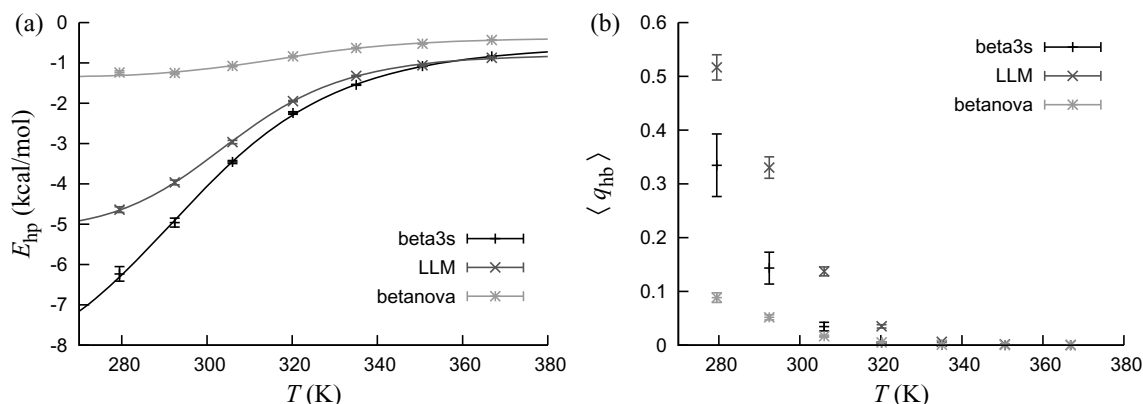 (a)
0
-1
-2
-3
-4
-5
-6
-7
-8
E_hp (kcal/mol)
beta3s
LLM
betanova
280 300 320 340 360 380
T (K)
(b)
0.6
0.5
0.4
0.3
0.2
0.1
0
⟨ q_hb ⟩
beta3s
LLM
betanova
280 300 320 340 360 380
T (K)